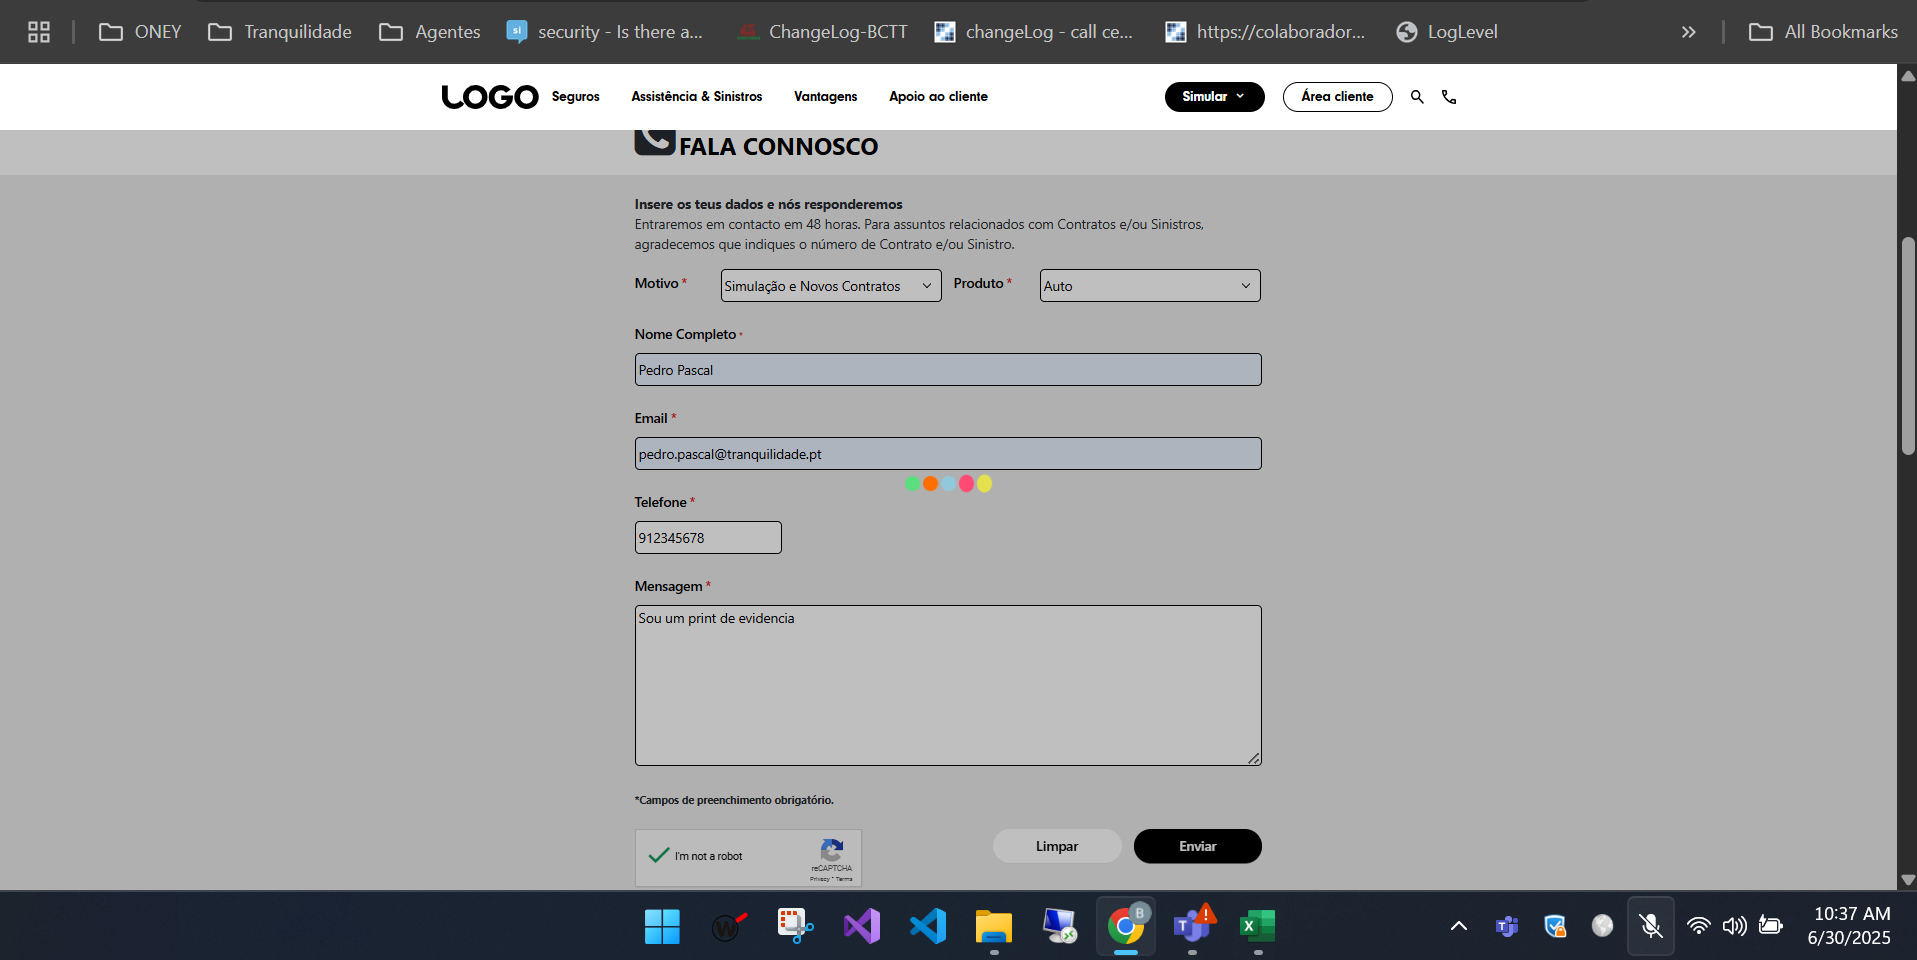 ONEY Tranquilidade Agentes security - Is there a... ChangeLog-BCTT changeLog - call ce... https://colaborador... LogLevel All Bookmarks
LOGO Seguros Assistência & Sinistros Vantagens Apoio ao cliente Simular Área cliente
FALA CONNOSCO
Insere os teus dados e nós responderemos
Entraremos em contacto em 48 horas. Para assuntos relacionados com Contratos e/ou Sinistros,
agradecemos que indiques o número de Contrato e/ou Sinistro.
Motivo * Simulação e Novos Contratos Produto * Auto
Nome Completo *
Pedro Pascal
Email *
pedro.pascal@tranquilidade.pt
Telefone *
912345678
Mensagem *
Sou um print de evidencia
*Campos de preenchimento obrigatório.
I'm not a robot
reCAPTCHA
Privacy - Terms
Limpar Enviar
10:37 AM
6/30/2025